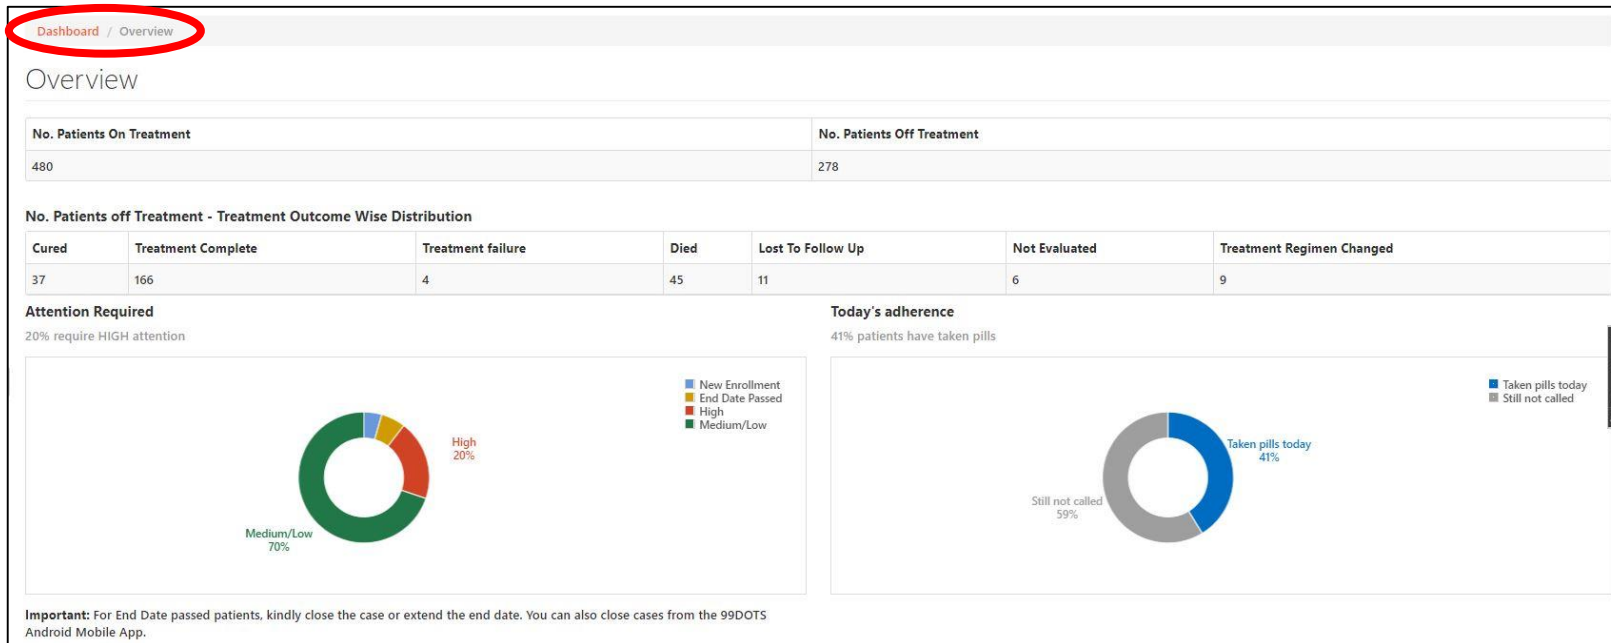 Dashboard / Overview
Overview
No. Patients On Treatment No. Patients Off Treatment
480 278
No. Patients off Treatment - Treatment Outcome Wise Distribution
Cured Treatment Complete Treatment failure Died Lost To Follow Up Not Evaluated Treatment Regimen Changed
37 166 4 45 11 6 9
Attention Required
20% require HIGH attention
New Enrollment
End Date Passed
High
Medium/Low
High
20%
Medium/Low
70%
Today's adherence
41% patients have taken pills
Taken pills today
Still not called
Taken pills today
41%
Still not called
59%
Important: For End Date passed patients, kindly close the case or extend the end date. You can also close cases from the 99DOTS
Android Mobile App.